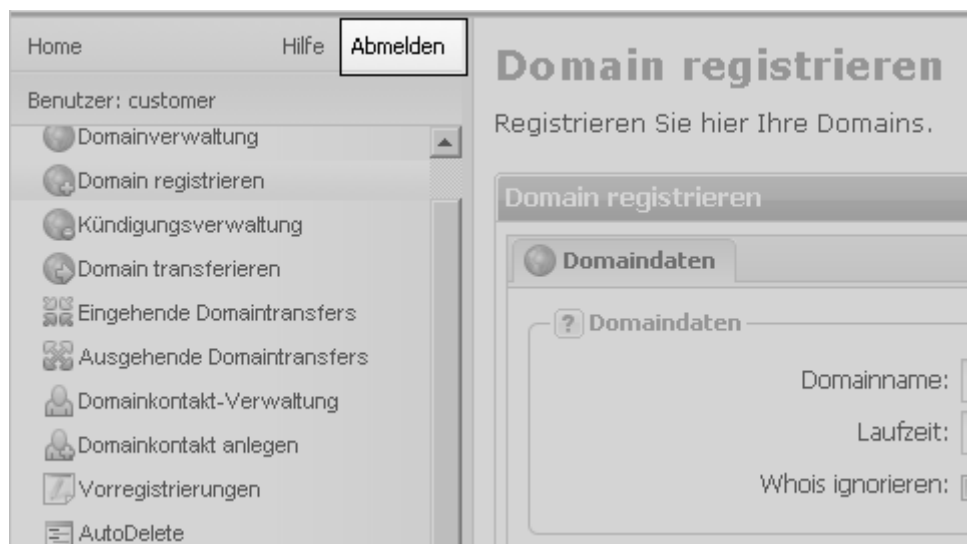 Home Hilfe Abmelden
Benutzer: customer
Domainverwaltung
Domain registrieren
Kündigungsverwaltung
Domain transferieren
Eingehende Domaintransfers
Ausgehende Domaintransfers
Domainkontakt-Verwaltung
Domainkontakt anlegen
Vorregistrierungen
AutoDelete
Domain registrieren
Registrieren Sie hier Ihre Domains.
Domain registrieren
Domaindaten
? Domaindaten
Domainname:
Laufzeit:
Whois ignorieren: